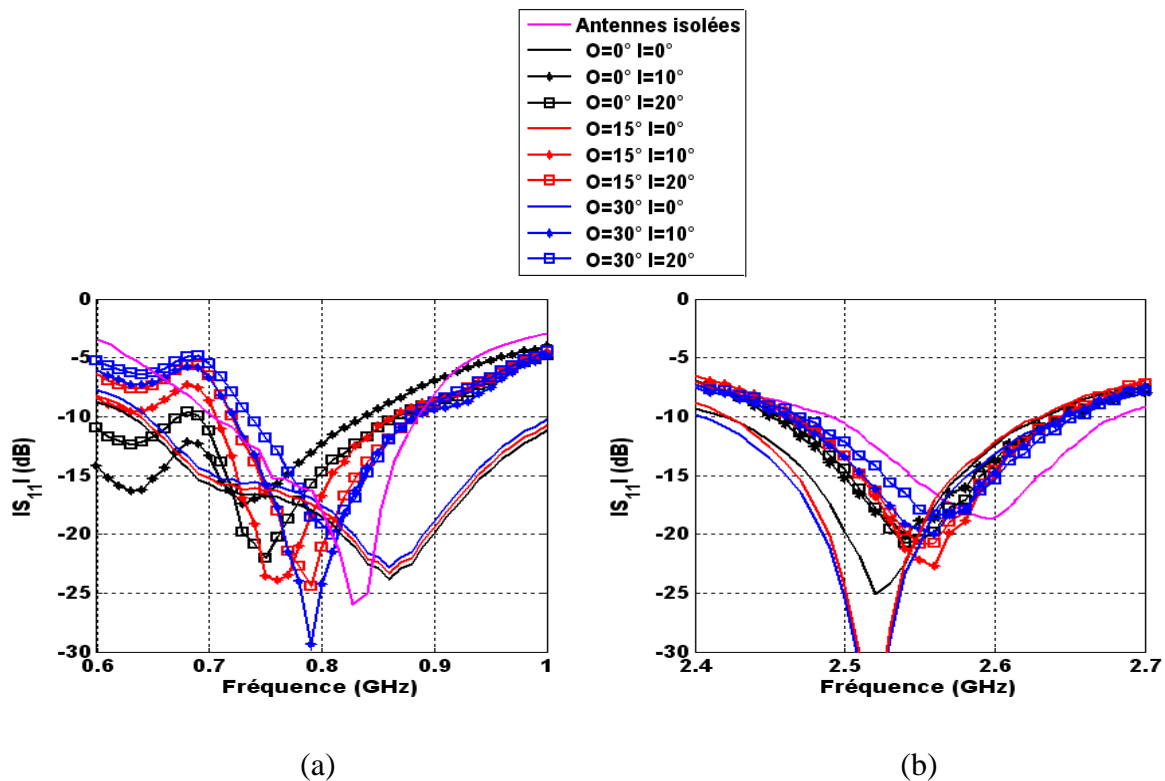 Antennes isolées
O=0° I=0°
O=0° I=10°
O=0° I=20°
O=15° I=0°
O=15° I=10°
O=15° I=20°
O=30° I=0°
O=30° I=10°
O=30° I=20°
0
-5
-10
-15
-20
-25
-30
IS11I (dB)
0.6 0.7 0.8 0.9 1
Fréquence (GHz)
(a)
0
-5
-10
-15
-20
-25
-30
IS11I (dB)
2.4 2.5 2.6 2.7
Fréquence (GHz)
(b)